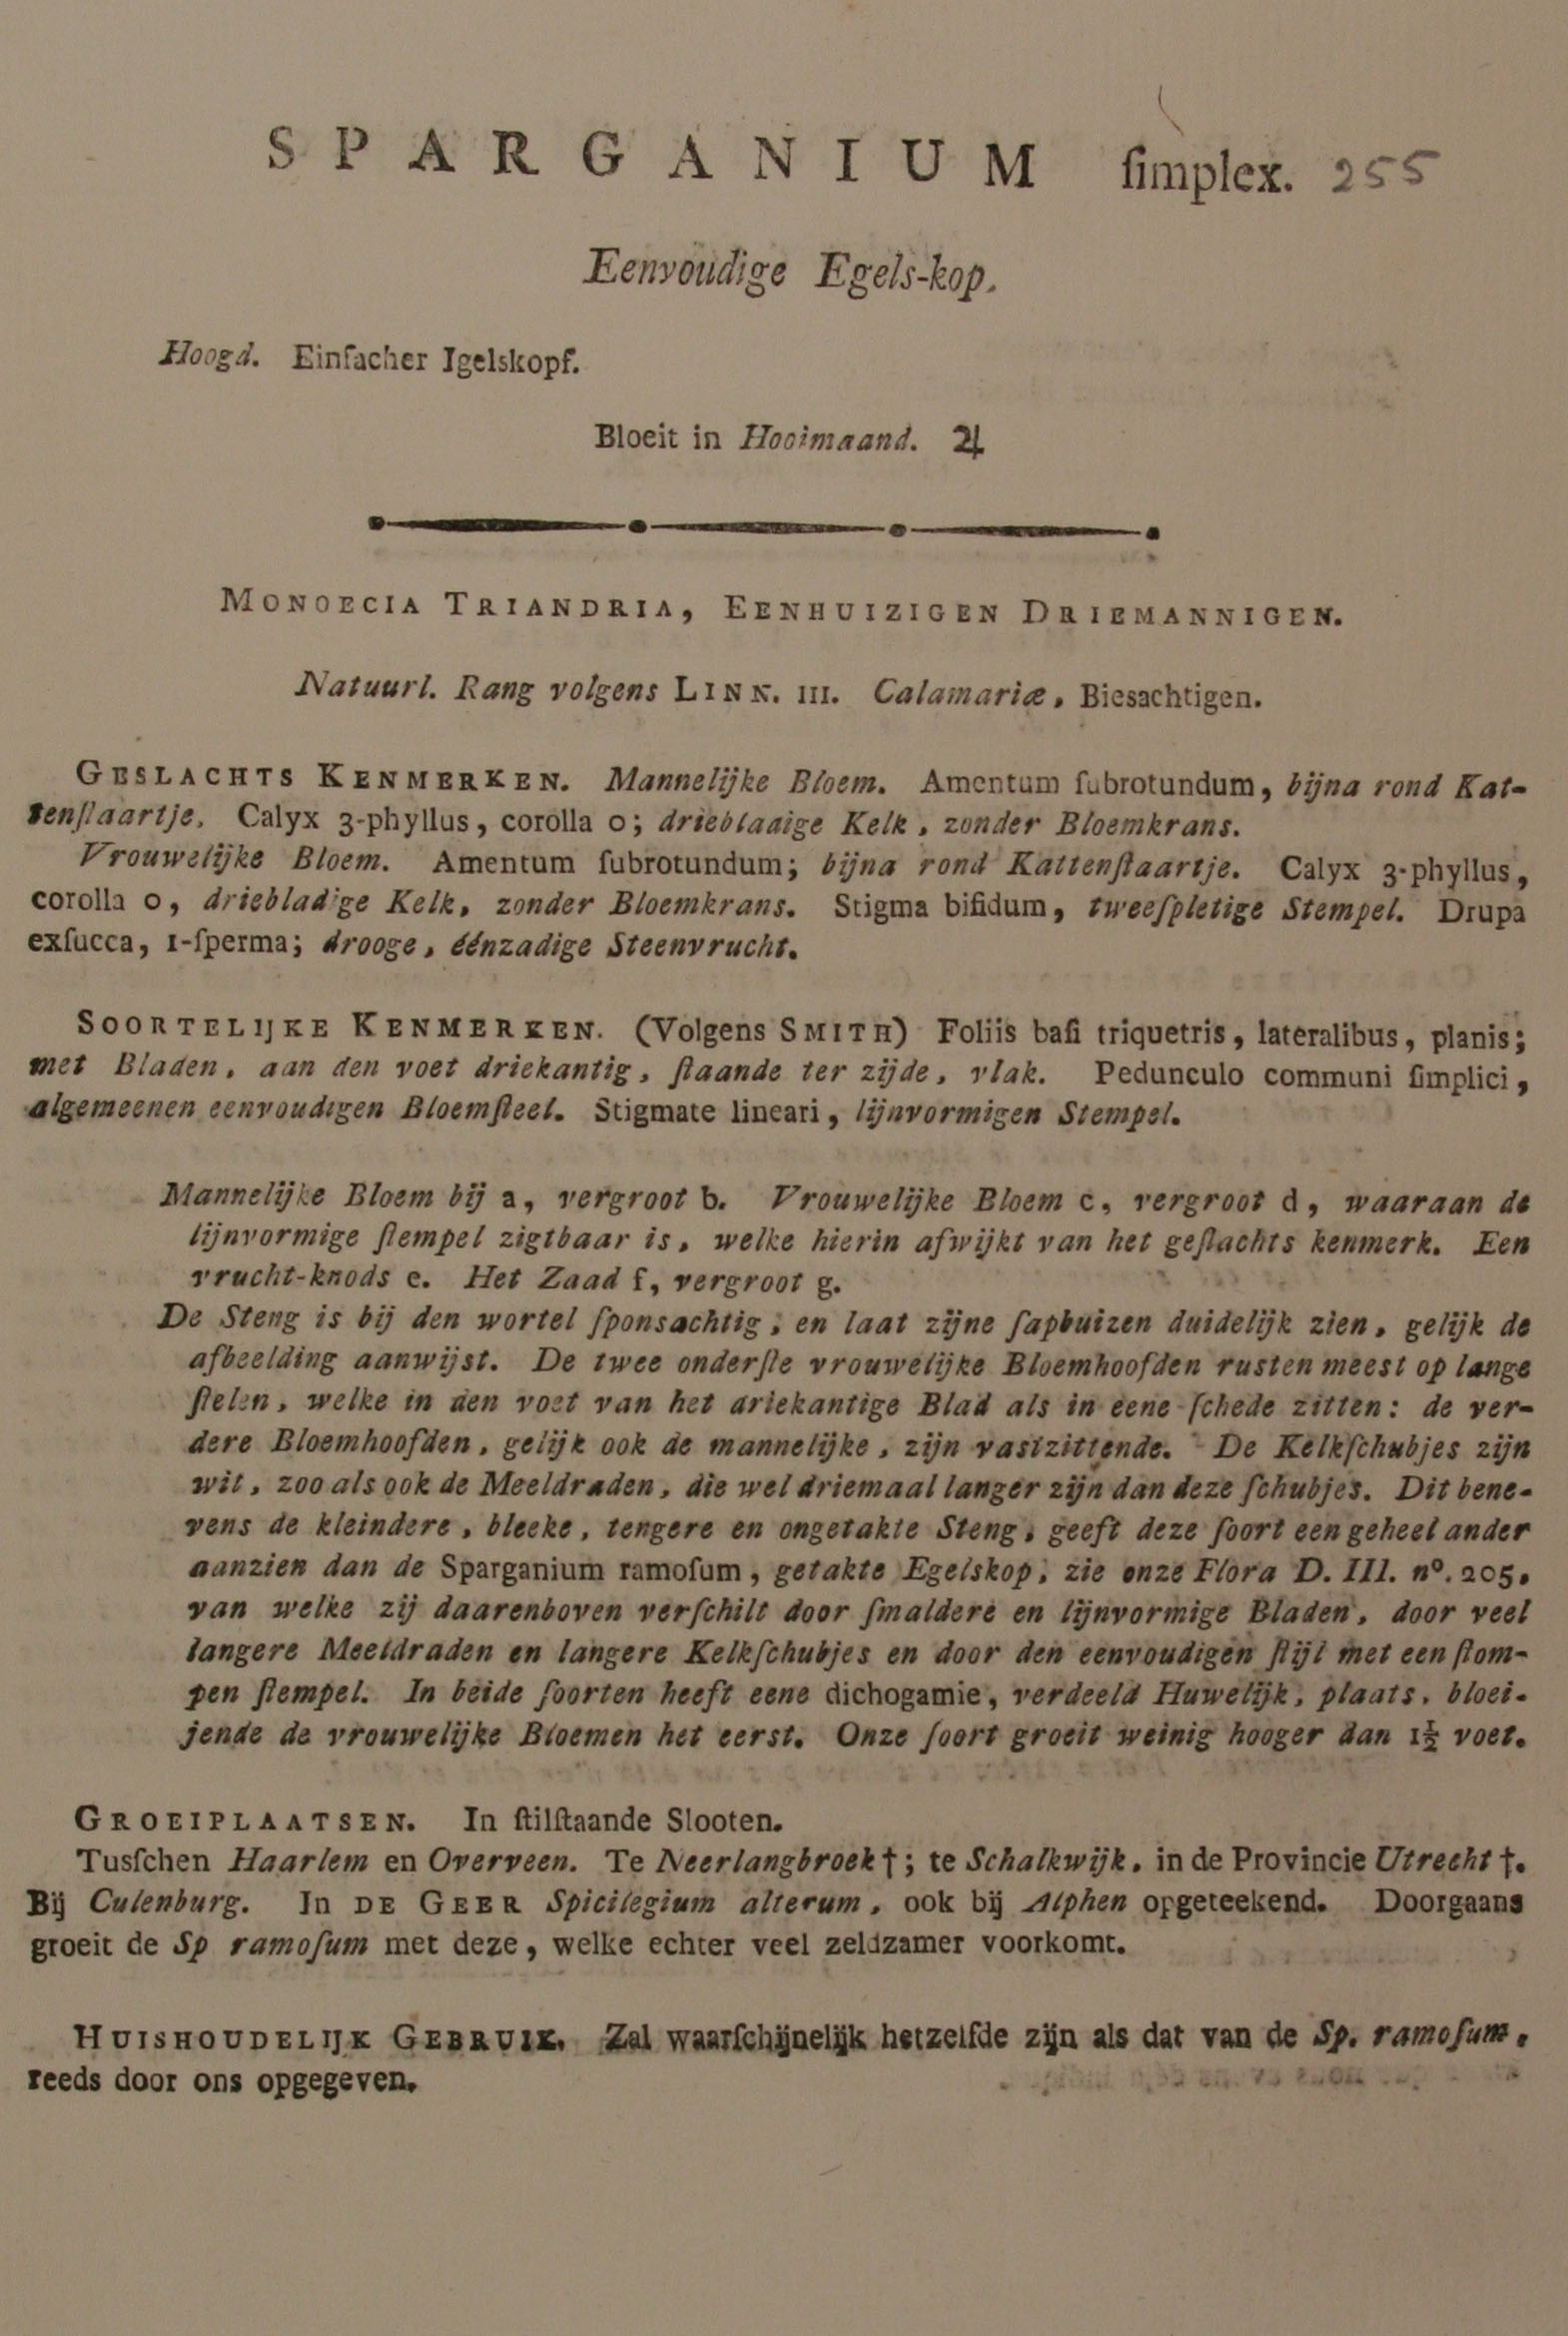 SPARGANIUM ſimplex. 255
Eenvoudige Egels-kop.
Hoogd. Einfacher Igelskopf.
Bloeit in Hooimaand. ♃
MONOECIA TRIANDRIA, EENHUIZIGEN DRIEMANNIGEN.
Natuurl. Rang volgens LINN. III. Calamariæ, Biesachtigen.
GESLACHTS KENMERKEN. Mannelijke Bloem. Amentum ſubrotundum, bijna rond Kat-
tenſtaartje. Calyx 3-phyllus, corolla 0; driebladige Kelk, zonder Bloemkrans.
Vrouwelijke Bloem. Amentum ſubrotundum; bijna rond Kattenſtaartje. Calyx 3-phyllus,
corolla 0, driebladige Kelk, zonder Bloemkrans. Stigma bifidum, tweeſpletige Stempel. Drupa
exſucca, 1-ſperma; drooge, éénzadige Steenvrucht.
SOORTELIJKE KENMERKEN. (Volgens SMITH) Foliis baſi triquetris, lateralibus, planis;
met Bladen, aan den voet driekantig, ſtaande ter zijde, vlak. Pedunculo communi ſimplici,
algemeenen eenvoudigen Bloemſteel. Stigmate lineari, lijnvormigen Stempel.
Mannelijke Bloem bij a, vergroot b. Vrouwelijke Bloem c, vergroot d, waaraan de
lijnvormige ſtempel zigtbaar is, welke hierin afwijkt van het geſlachts kenmerk. Een
vrucht-knods e. Het Zaad f, vergroot g.
De Steng is bij den wortel ſponsachtig, en laat zijne ſapbuizen duidelijk zien, gelijk de
afbeelding aanwijst. De twee onderſte vrouwelijke Bloemhoofden rusten meest op lange
ſtelen, welke in den voet van het driekantige Blad als in eene ſchede zitten: de ver-
dere Bloemhoofden, gelijk ook de mannelijke, zijn vastzittende. De Kelkſchubjes zijn
wit, zoo als ook de Meeldraden, die wel driemaal langer zijn dan deze ſchubjes. Dit bene-
vens de kleindere, bleeke, tengere en ongetakte Steng, geeft deze ſoort een geheel ander
aanzien dan de Sparganium ramoſum, getakte Egelskop, zie onze Flora D. III. nº. 205,
van welke zij daarenboven verſchilt door ſmaldere en lijnvormige Bladen, door veel
langere Meeldraden en langere Kelkſchubjes en door den eenvoudigen ſtijl met een ſtom-
pen ſtempel. In beide ſoorten heeft eene dichogamie, verdeeld Huwelijk, plaats, bloei-
jende de vrouwelijke Bloemen het eerst. Onze ſoort groeit weinig hooger dan 1½ voet.
GROEIPLAATSEN. In ſtilſtaande Slooten.
Tusſchen Haarlem en Overveen. Te Neerlangbroek †; te Schalkwijk, in de Provincie Utrecht †.
Bij Culenburg. In DE GEER Spicilegium alterum, ook bij Alphen opgeteekend. Doorgaans
groeit de Sp ramoſum met deze, welke echter veel zeldzamer voorkomt.
HUISHOUDELIJK GEBRUIK. Zal waarſchijnelijk hetzelfde zijn als dat van de Sp. ramoſum,
reeds door ons opgegeven.